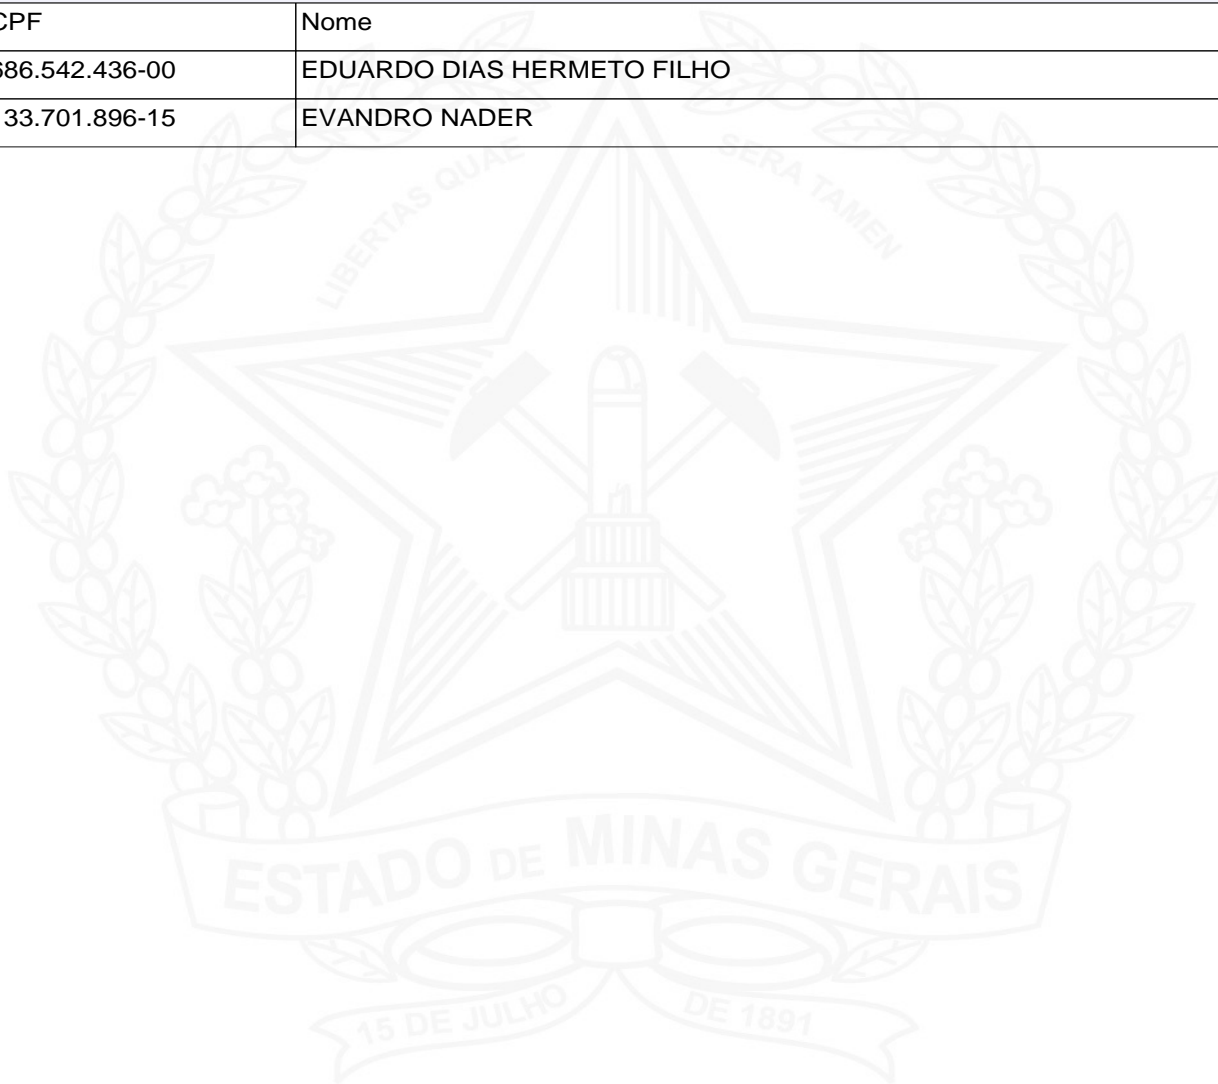 CPF Nome
686.542.436-00 EDUARDO DIAS HERMETO FILHO
33.701.896-15 EVANDRO NADER
LIBERTAS QUAE SERA TAMEN
ESTADO DE MINAS GERAIS
15 DE JULHO DE 1891